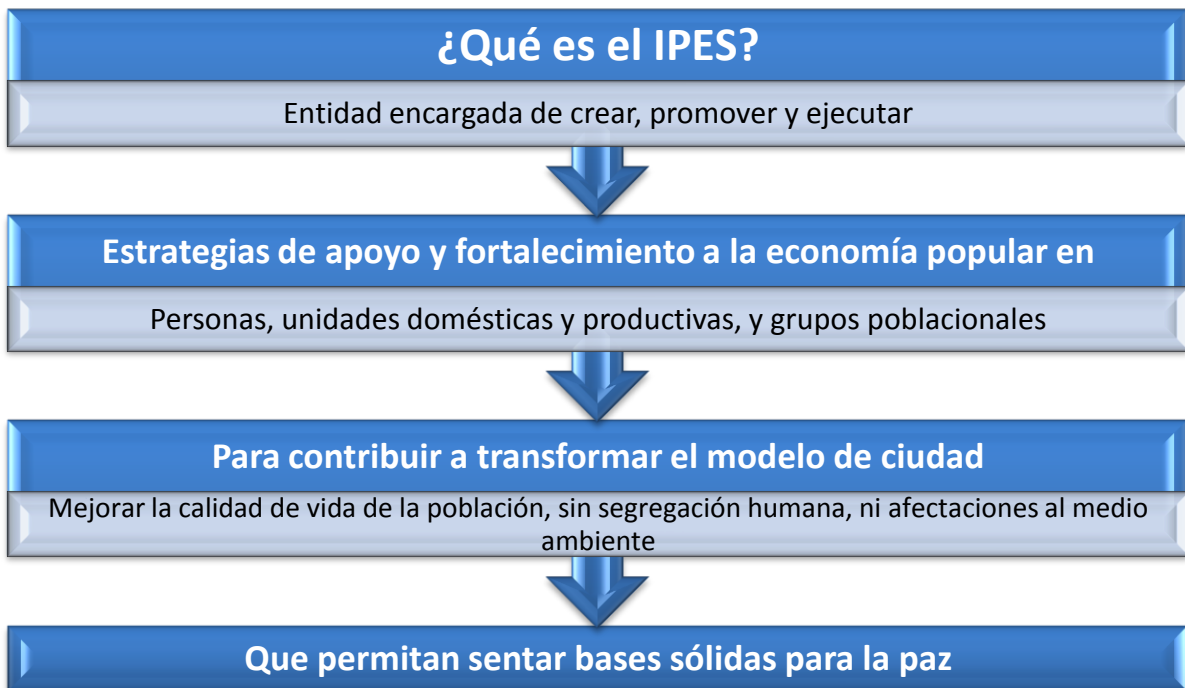 ¿Qué es el IPES?
Entidad encargada de crear, promover y ejecutar
Estrategias de apoyo y fortalecimiento a la economía popular en
Personas, unidades domésticas y productivas, y grupos poblacionales
Para contribuir a transformar el modelo de ciudad
Mejorar la calidad de vida de la población, sin segregación humana, ni afectaciones al medio
ambiente
Que permitan sentar bases sólidas para la paz